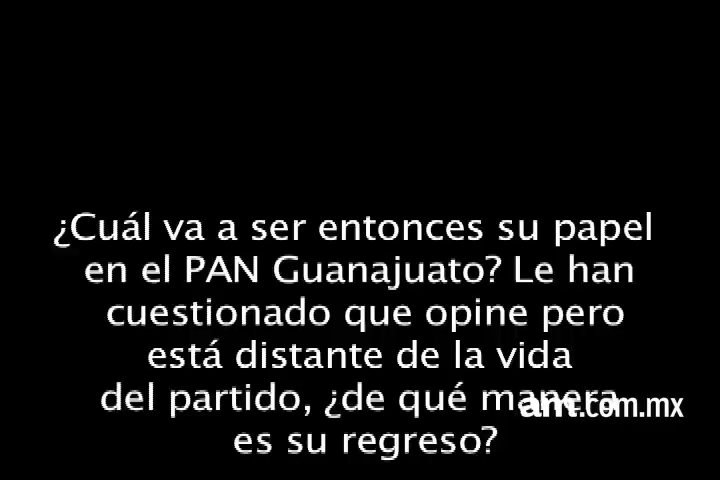 ¿Cuál va a ser entonces su papel
en el PAN Guanajuato? Le han
cuestionado que opine pero
está distante de la vida
del partido, ¿de qué manera
am.com.mx
es su regreso?